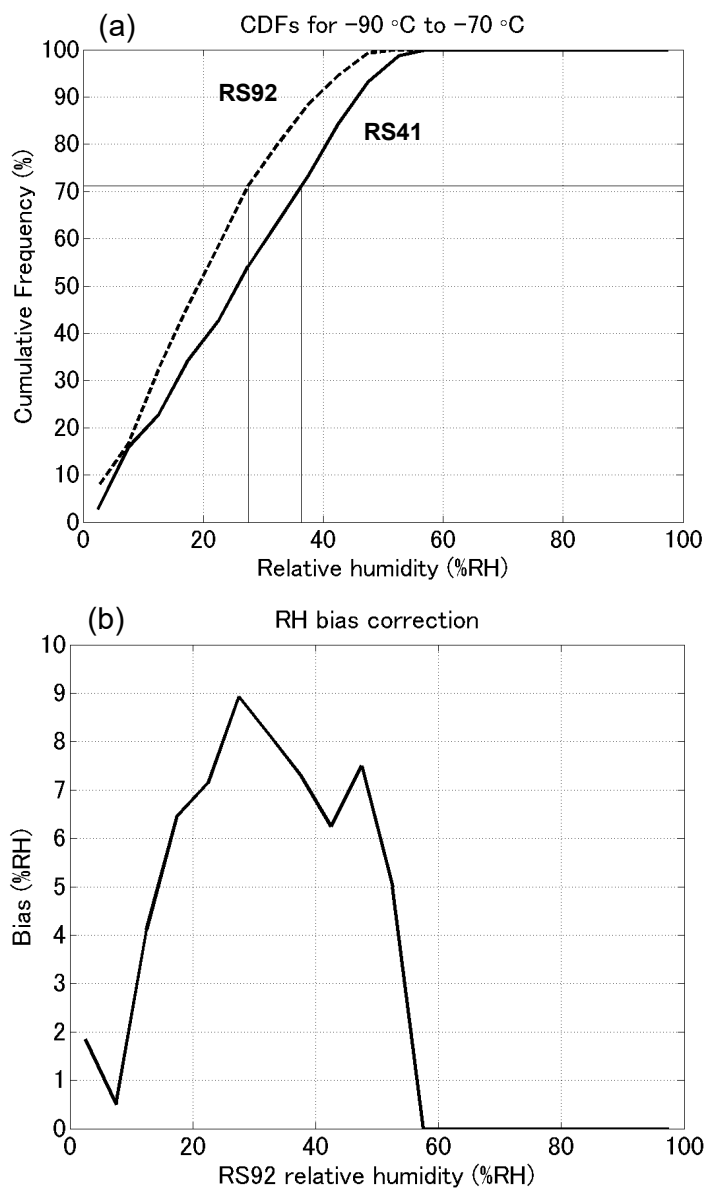 (a)
CDFs for −90 °C to −70 °C
100
90
80
70
60
50
40
30
20
10
0
Cumulative Frequency (%)
RS92
RS41
0 20 40 60 80 100
Relative humidity (%RH)
(b)
RH bias correction
10
9
8
7
6
5
4
3
2
1
0
Bias (%RH)
0 20 40 60 80 100
RS92 relative humidity (%RH)